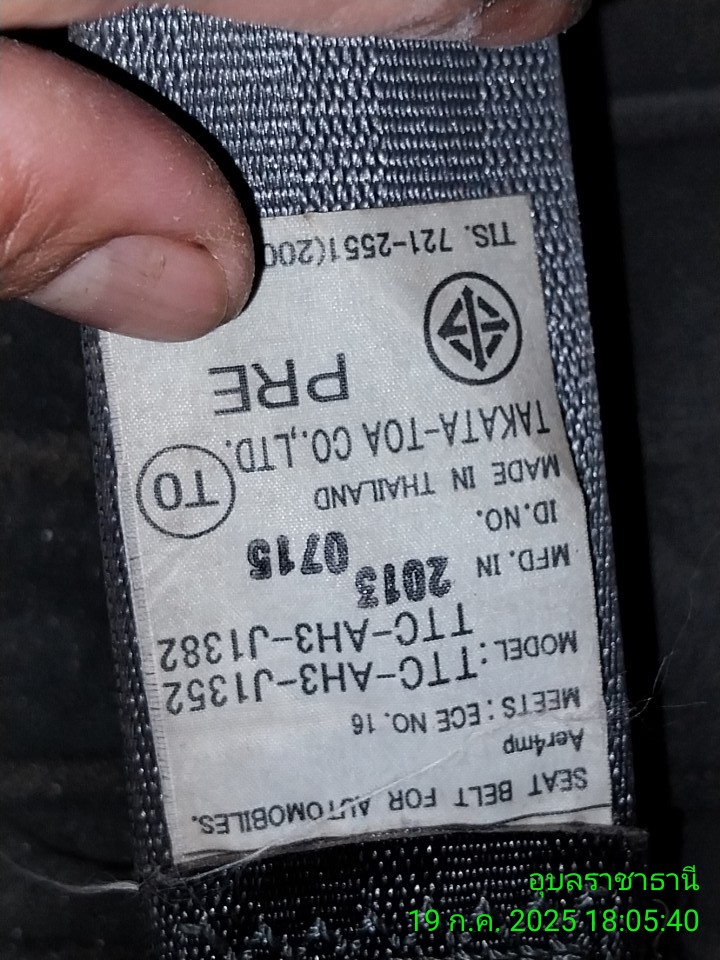 SEAT BELT FOR AUTOMOBILES.
Aer4mp
MEETS: ECE NO. 16
MODEL: TTC-AH3-J1352
TTC-AH3-J1382
MFD. IN 2013 0715
ID. NO.
MADE IN THAILAND
TAKATA-TOA CO.,LTD. TO
PRE
TIS. 721-2551(200
อุบลราชาธานี
19 ก.ค. 2025 18:05:40